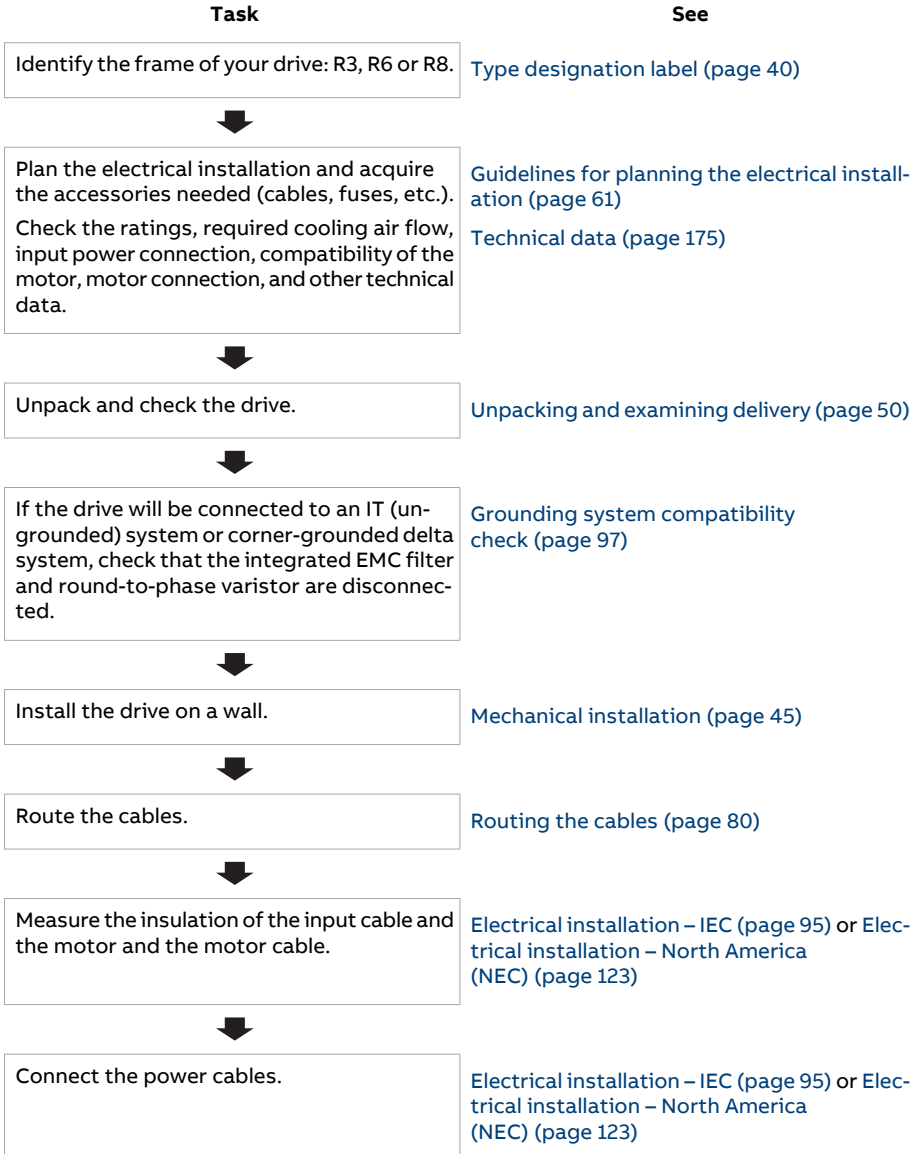 Task
See
Identify the frame of your drive: R3, R6 or R8.
Type designation label (page 40)
Plan the electrical installation and acquire
the accessories needed (cables, fuses, etc.).
Check the ratings, required cooling air flow,
input power connection, compatibility of the
motor, motor connection, and other technical
data.
Guidelines for planning the electrical install-
ation (page 61)
Technical data (page 175)
Unpack and check the drive.
Unpacking and examining delivery (page 50)
If the drive will be connected to an IT (un-
grounded) system or corner-grounded delta
system, check that the integrated EMC filter
and round-to-phase varistor are disconnec-
ted.
Grounding system compatibility
check (page 97)
Install the drive on a wall.
Mechanical installation (page 45)
Route the cables.
Routing the cables (page 80)
Measure the insulation of the input cable and
the motor and the motor cable.
Electrical installation – IEC (page 95) or Elec-
trical installation – North America
(NEC) (page 123)
Connect the power cables.
Electrical installation – IEC (page 95) or Elec-
trical installation – North America
(NEC) (page 123)